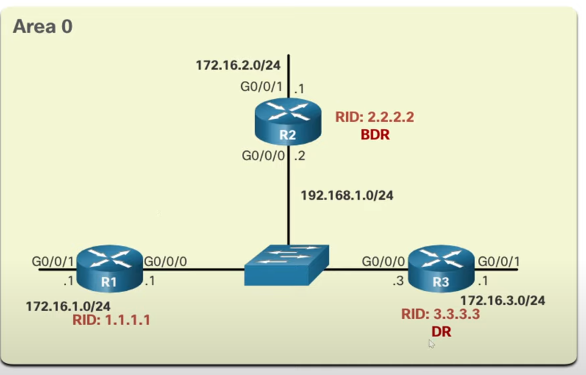 Area 0
172.16.2.0/24
G0/0/1 .1
R2
RID: 2.2.2.2
BDR
G0/0/0 .2
192.168.1.0/24
G0/0/1 G0/0/0
R1
.1 .1
172.16.1.0/24
RID: 1.1.1.1
G0/0/0 G0/0/1
R3
.3 .1
172.16.3.0/24
RID: 3.3.3.3
DR